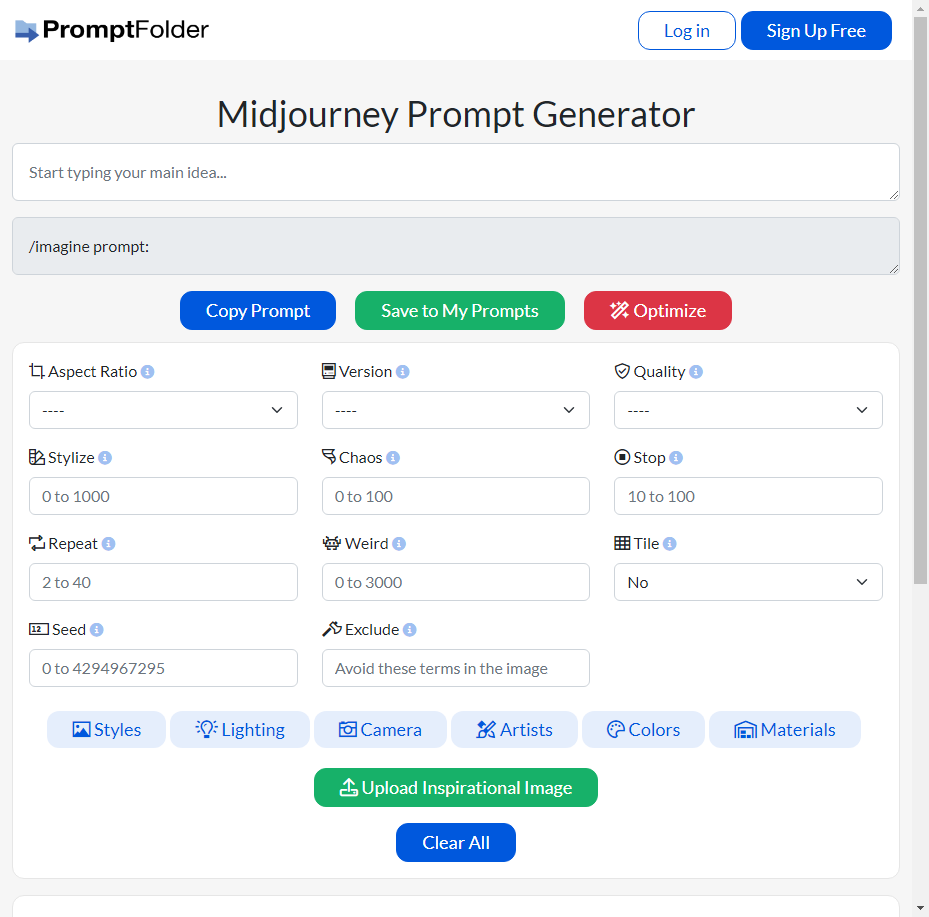 PromptFolder
Log in
Sign Up Free
Midjourney Prompt Generator
Start typing your main idea...
/imagine prompt:
Copy Prompt
Save to My Prompts
Optimize
Aspect Ratio
Version
Quality
----
----
----
Stylize
Chaos
Stop
0 to 1000
0 to 100
10 to 100
Repeat
Weird
Tile
2 to 40
0 to 3000
No
Seed
Exclude
0 to 4294967295
Avoid these terms in the image
Styles
Lighting
Camera
Artists
Colors
Materials
Upload Inspirational Image
Clear All